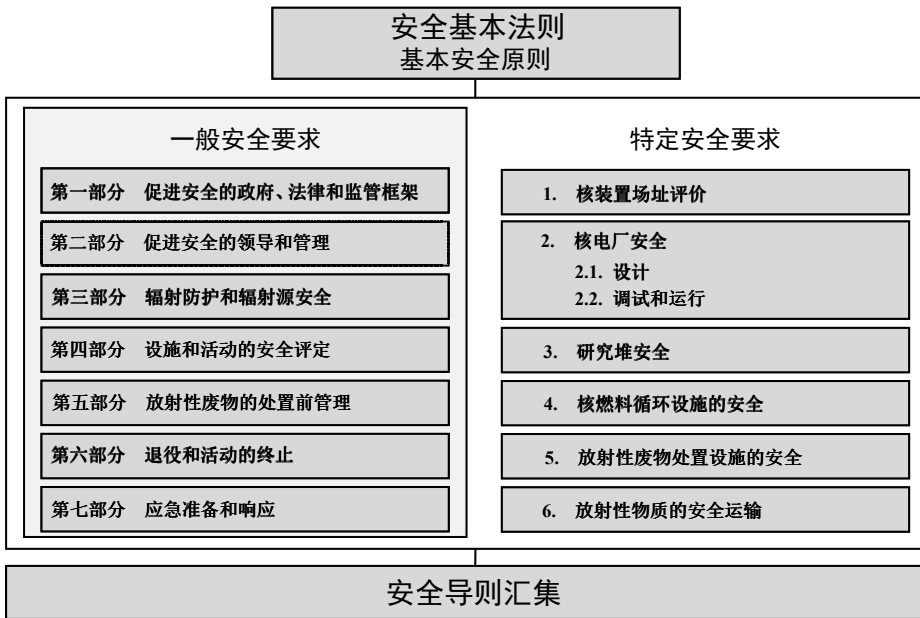 安全基本法则
基本安全原则
一般安全要求
第一部分 促进安全的政府、法律和监管框架
第二部分 促进安全的领导和管理
第三部分 辐射防护和辐射源安全
第四部分 设施和活动的安全评定
第五部分 放射性废物的处置前管理
第六部分 退役和活动的终止
第七部分 应急准备和响应
特定安全要求
1. 核装置场址评价
2. 核电厂安全
2.1. 设计
2.2. 调试和运行
3. 研究堆安全
4. 核燃料循环设施的安全
5. 放射性废物处置设施的安全
6. 放射性物质的安全运输
安全导则汇集